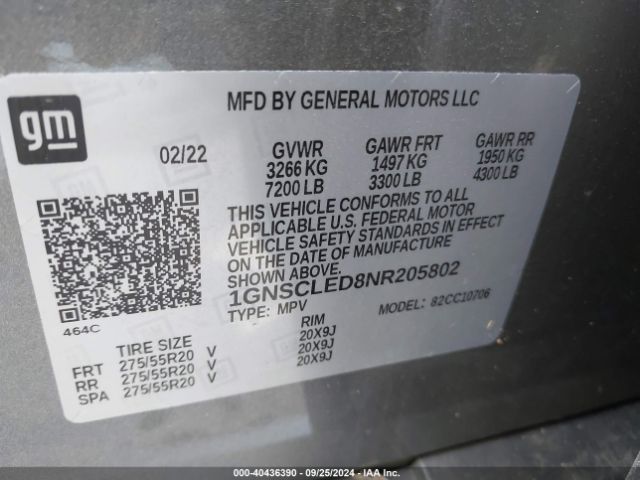 gm
MFD BY GENERAL MOTORS LLC
02/22 GVWR GAWR FRT GAWR RR
3266 KG 1497 KG 1950 KG
7200 LB 3300 LB 4300 LB
THIS VEHICLE CONFORMS TO ALL
APPLICABLE U.S. FEDERAL MOTOR
VEHICLE SAFETY STANDARDS IN EFFECT
ON THE DATE OF MANUFACTURE
SHOWN ABOVE.
1GNSCLED8NR205802
TYPE: MPV MODEL: 82CC10706
464C
TIRE SIZE RIM
FRT 275/55R20 V 20X9J
RR 275/55R20 V 20X9J
SPA 275/55R20 V 20X9J
000-40436390 - 09/25/2024 - IAA Inc.